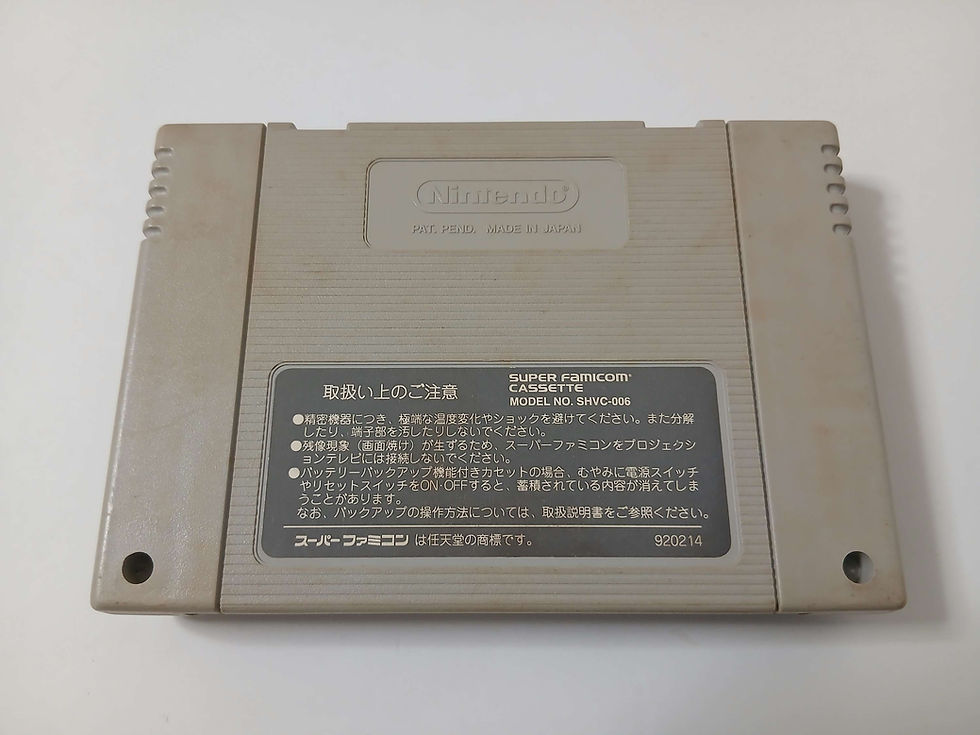 Nintendo®
PAT. PEND. MADE IN JAPAN
取扱い上のご注意
SUPER FAMICOM®
CASSETTE
MODEL NO. SHVC-006
●精密機器につき、極端な温度変化やショックを避けてください。また分解
したり、端子部を汚したりしないでください。
●残像現象(画面焼け)が生ずるため、スーパーファミコンをプロジェクシ
ョンテレビには接続しないでください。
●バッテリーバックアップ機能付きカセットの場合、むやみに電源スイッチ
やリセットスイッチをON-OFFすると、蓄積されている内容が消えてしま
うことがあります。
なお、バックアップの操作方法については、取扱説明書をご参照ください。
スーパーファミコン は任天堂の商標です。
920214